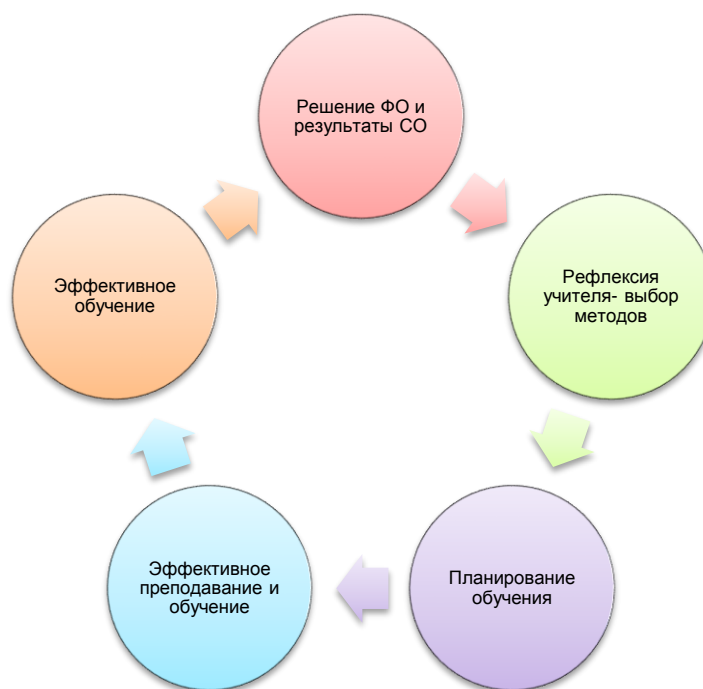 Решение ФО и
результаты СО
Рефлексия
учителя- выбор
методов
Планирование
обучения
Эффективное
преподавание и
обучение
Эффективное
обучение